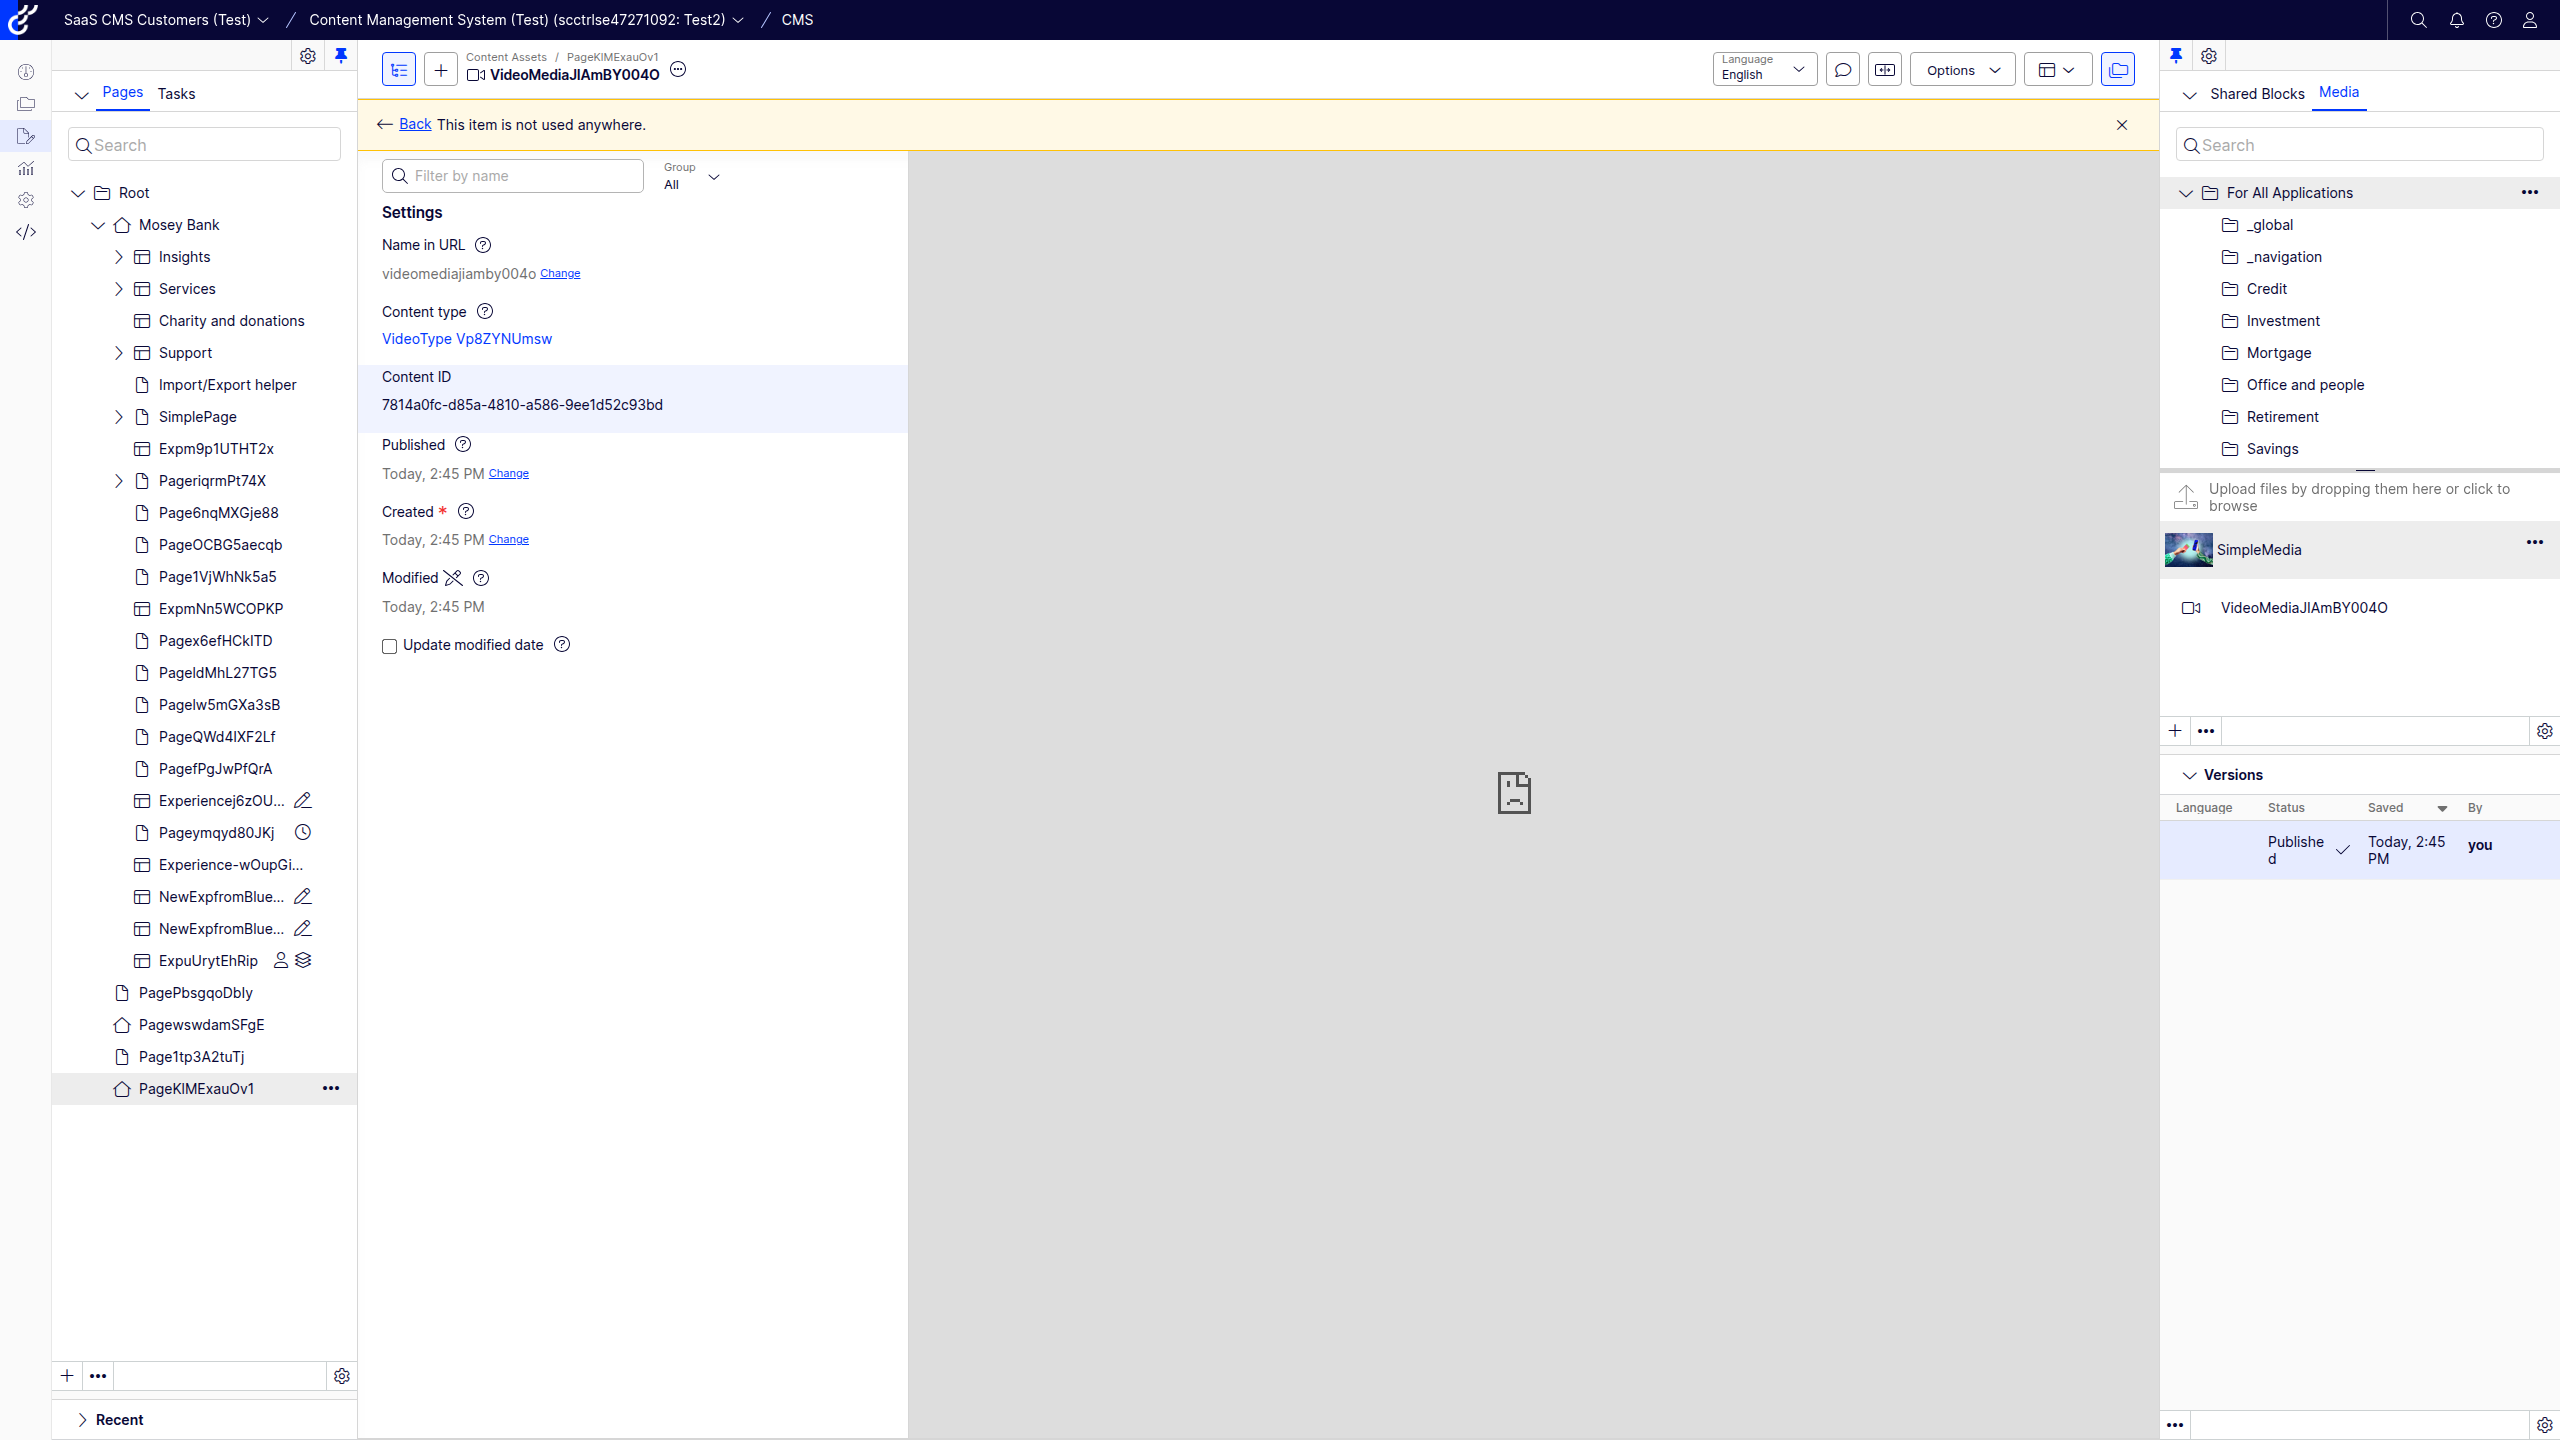 SaaS CMS Customers (Test)
Content Management System (Test) (scctrlse47271092: Test2)
CMS
Pages
Tasks
Search
Root
Mosey Bank
Insights
Services
Charity and donations
Support
Import/Export helper
SimplePage
Expm9p1UTHT2x
PageriqrmPt74X
Page6nqMXGje88
PageOCBG5aecqb
Page1VjWhNk5a5
ExpmNn5WCOPKP
Pagex6efHCkITD
PageldMhL27TG5
PageIw5mGXa3sB
PageQWd4IXF2Lf
PagefPgJwPfQrA
Experiencej6zOU...
Pageymqyd80JKj
Experience-wOupGi...
NewExpfromBlue...
NewExpfromBlue...
ExpuUrytEhRip
PagePbsgqoDbIy
PagewswdamSFgE
Page1tp3A2tuTj
PageKIMExauOv1
Recent
Content Assets / PageKIMExauOv1
VideoMediaJIAmBY004O
Language
English
Options
Back This item is not used anywhere.
Filter by name
Group
All
Settings
Name in URL
videomediajiamby004o Change
Content type
VideoType Vp8ZYNUmsw
Content ID
7814a0fc-d85a-4810-a586-9ee1d52c93bd
Published
Today, 2:45 PM Change
Created *
Today, 2:45 PM Change
Modified
Today, 2:45 PM
Update modified date
Shared Blocks
Media
Search
For All Applications
_global
_navigation
Credit
Investment
Mortgage
Office and people
Retirement
Savings
Upload files by dropping them here or click to
browse
SimpleMedia
VideoMediaJIAmBY004O
Versions
Language Status Saved By
Publishe
d
Today, 2:45
PM
you